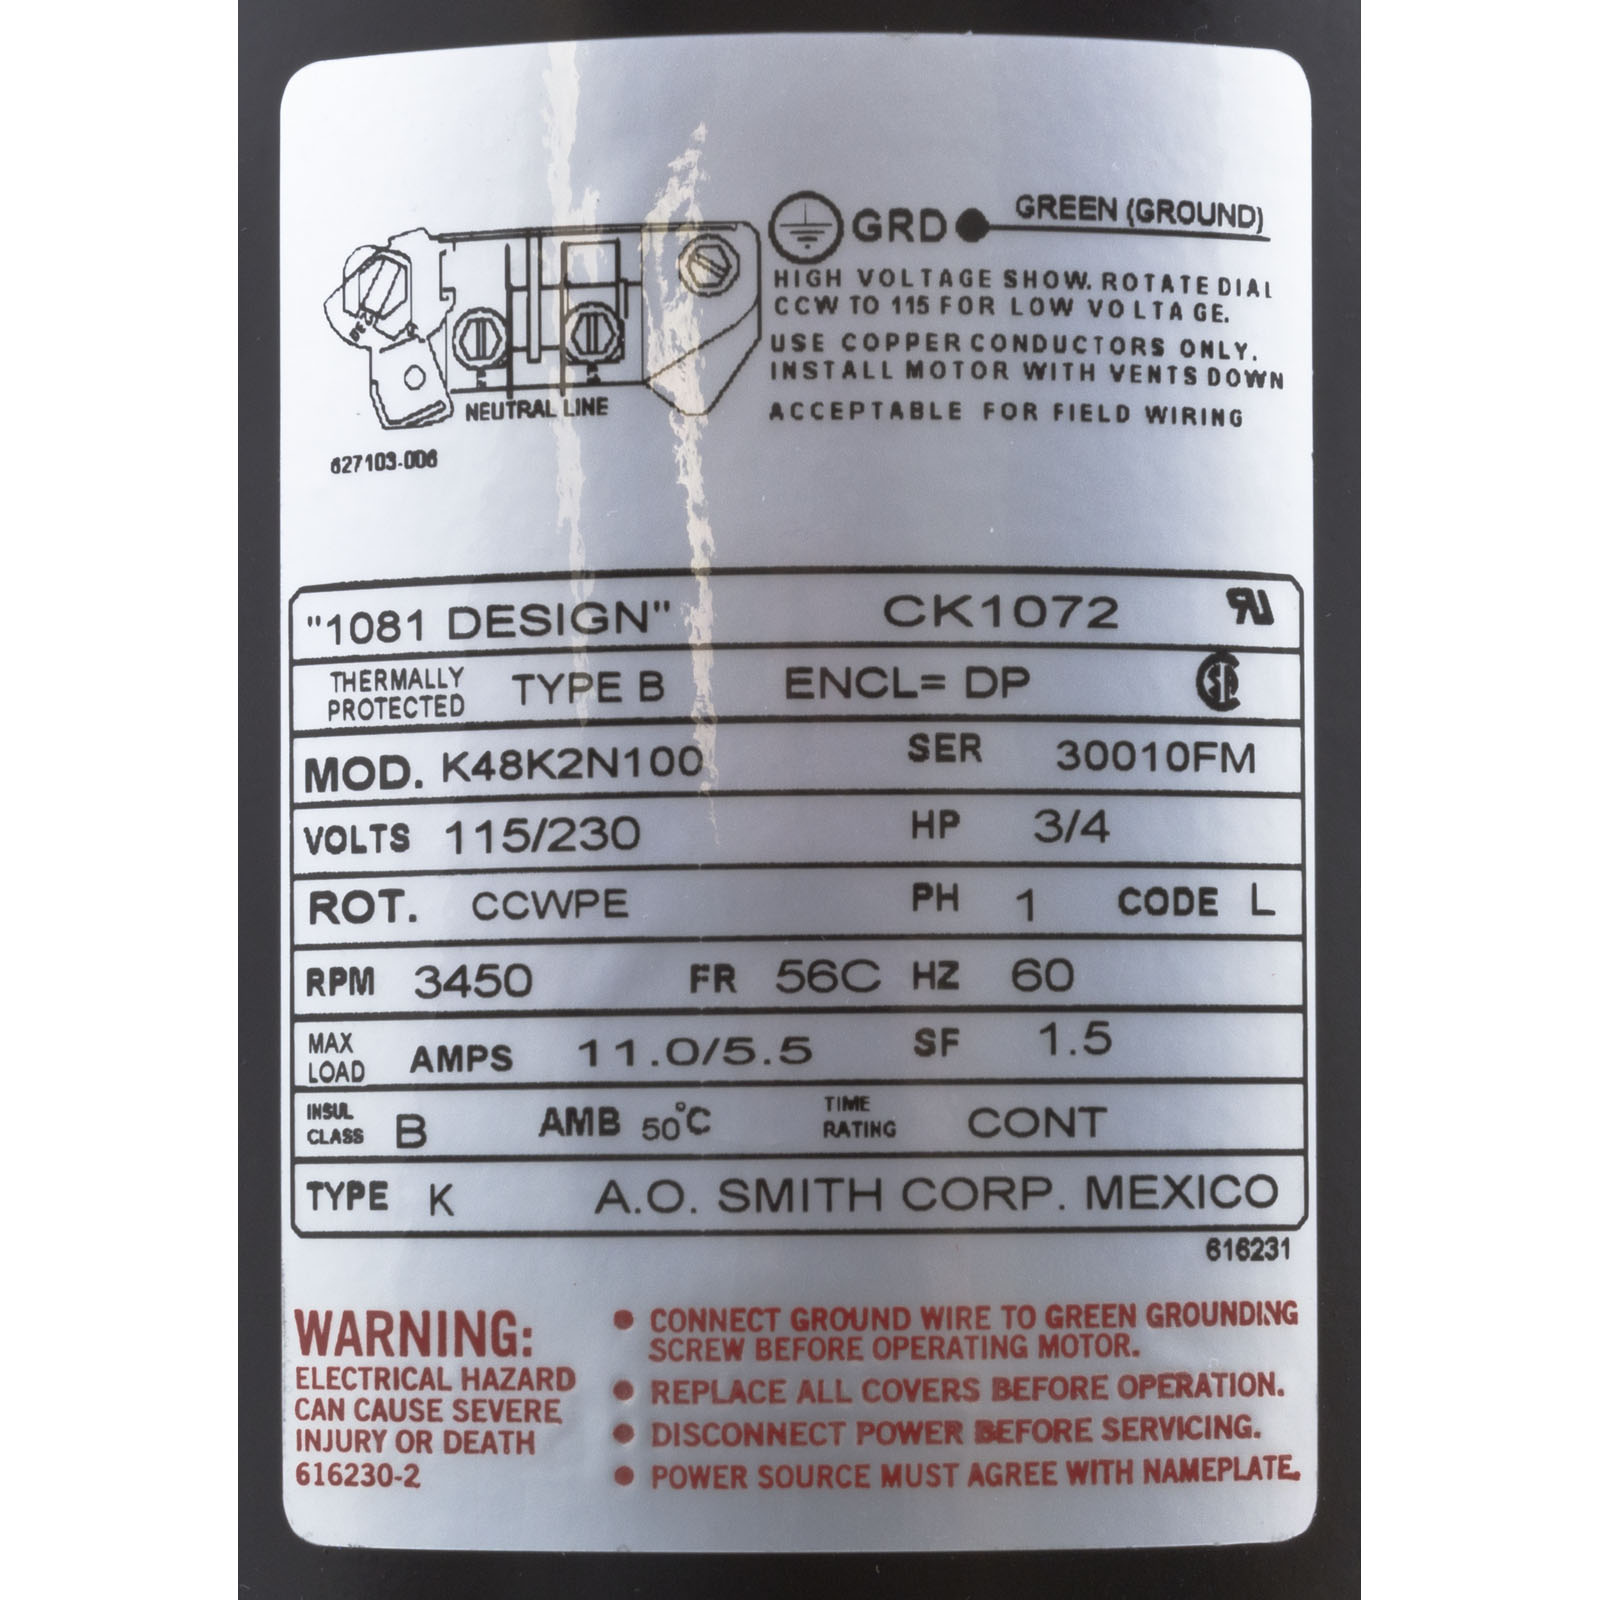 GRD GREEN (GROUND)
HIGH VOLTAGE SHOW. ROTATE DIAL
CCW TO 115 FOR LOW VOLTAGE.
USE COPPER CONDUCTORS ONLY.
INSTALL MOTOR WITH VENTS DOWN
ACCEPTABLE FOR FIELD WIRING
230
NEUTRAL LINE
627103-006
"1081 DESIGN" CK1072
THERMALLY
PROTECTED TYPE B ENCL= DP
MOD. K48K2N100 SER 30010FM
VOLTS 115/230 HP 3/4
ROT. CCWPE PH 1 CODE L
RPM 3450 FR 56C HZ 60
MAX
LOAD AMPS 11.0/5.5 SF 1.5
INSUL
CLASS B AMB 50°C TIME
RATING CONT
TYPE K A.O. SMITH CORP. MEXICO
616231
WARNING:
ELECTRICAL HAZARD
CAN CAUSE SEVERE
INJURY OR DEATH
616230-2
• CONNECT GROUND WIRE TO GREEN GROUNDING
SCREW BEFORE OPERATING MOTOR.
• REPLACE ALL COVERS BEFORE OPERATION.
• DISCONNECT POWER BEFORE SERVICING.
• POWER SOURCE MUST AGREE WITH NAMEPLATE.